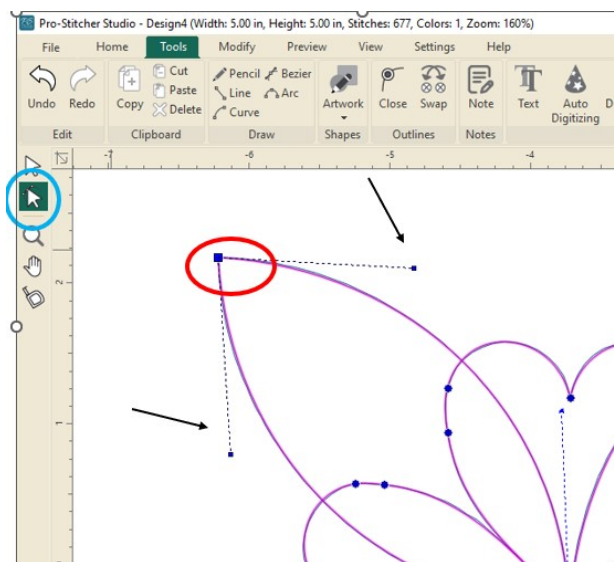 Pro-Stitcher Studio - Design4 (Width: 5.00 in, Height: 5.00 in, Stitches: 677, Colors: 1, Zoom: 160%)
File Home Tools Modify Preview View Settings Help
Cut Pencil Bezier
Paste Line Arc
Delete Curve
Undo Redo Copy Artwork Close Swap Note Text Auto Digitizing D
Edit Clipboard Draw Shapes Outlines Notes
-7 -6 -5 -4
2
1